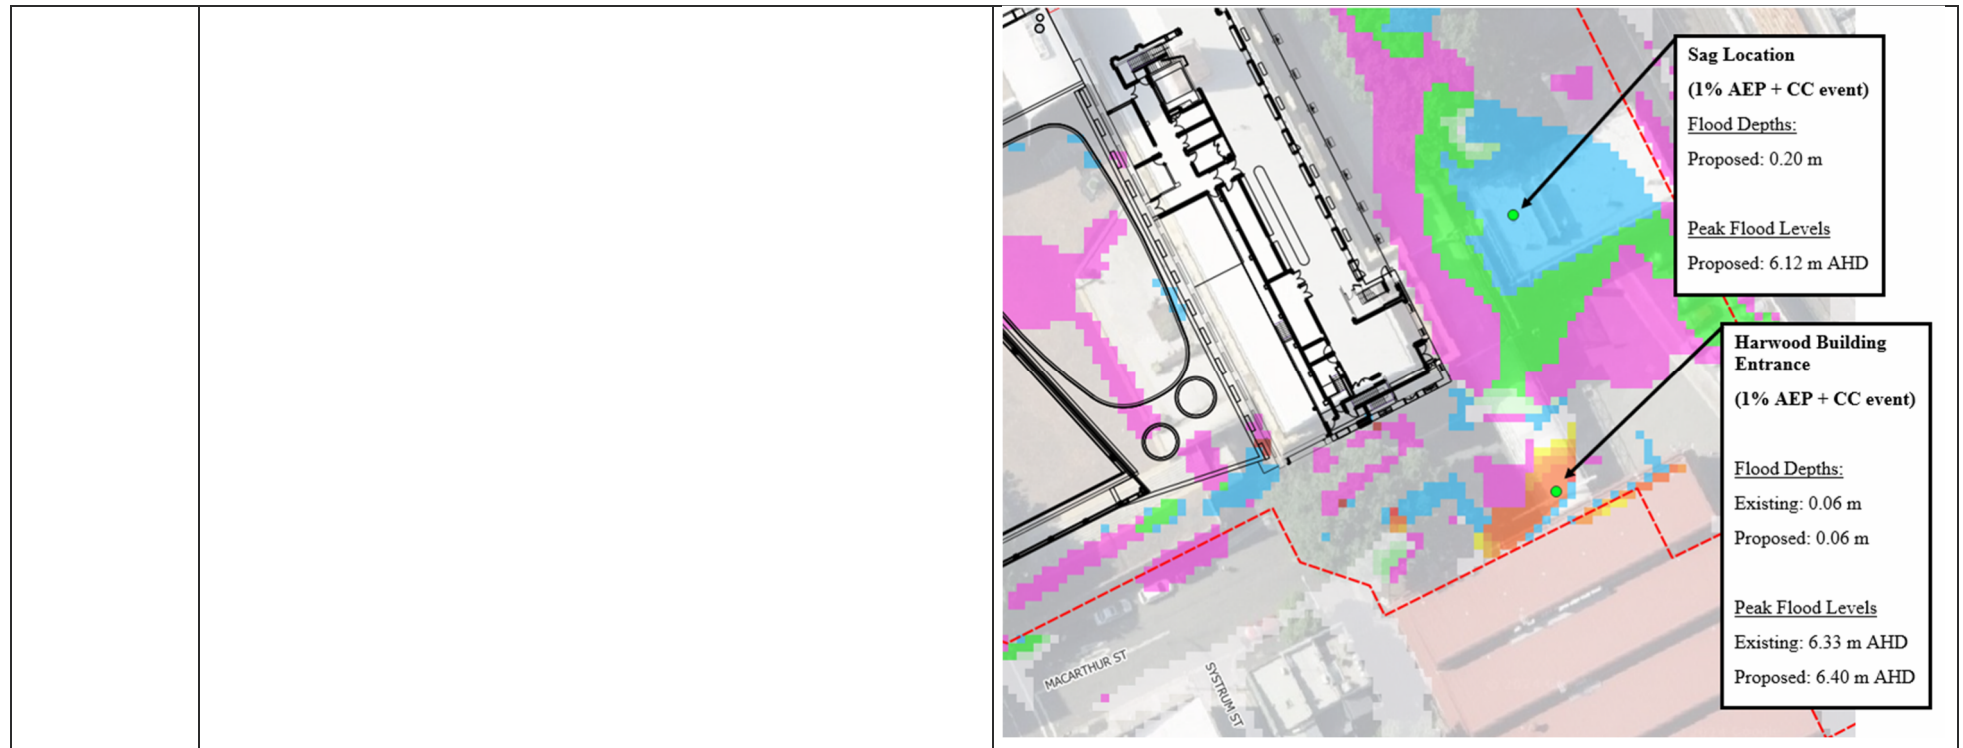 Sag Location
(1% AEP + CC event)
Flood Depths:
Proposed: 0.20 m
Peak Flood Levels
Proposed: 6.12 m AHD
Harwood Building
Entrance
(1% AEP + CC event)
Flood Depths:
Existing: 0.06 m
Proposed: 0.06 m
Peak Flood Levels
Existing: 6.33 m AHD
Proposed: 6.40 m AHD
MACARTHUR ST
SYSTRUM ST